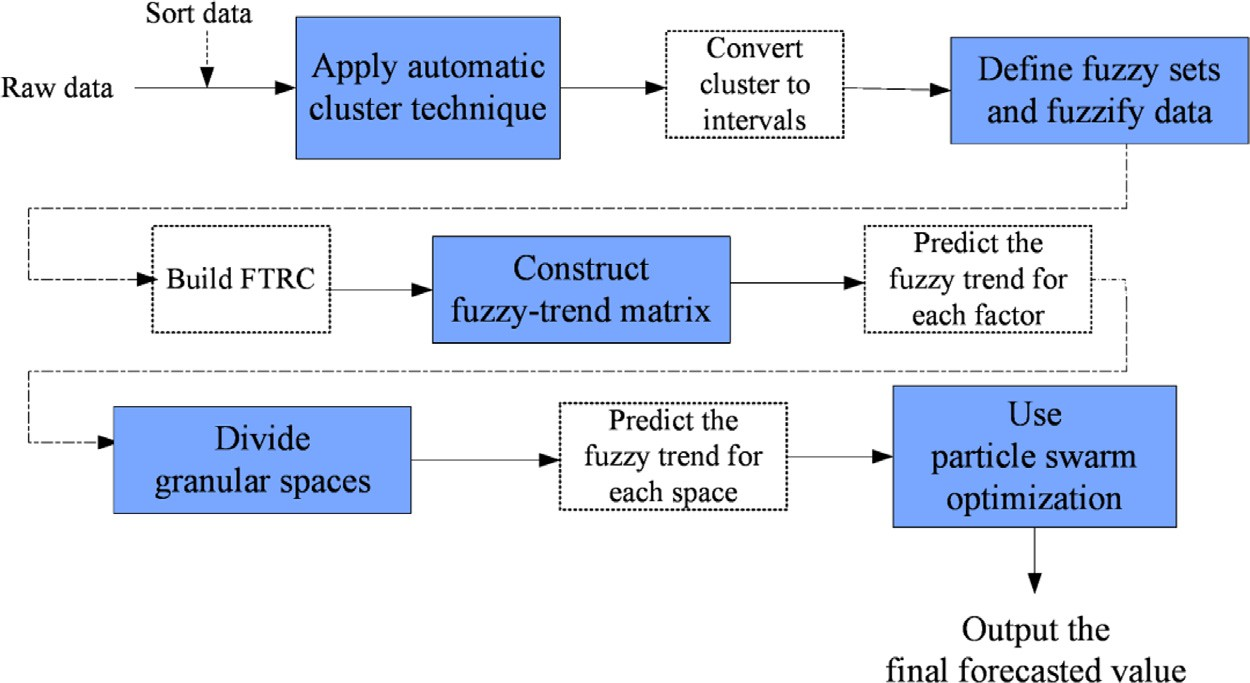 Sort data
Raw data
Apply automatic
cluster technique
Convert
cluster to
intervals
Define fuzzy sets
and fuzzify data
Build FTRC
Construct
fuzzy-trend matrix
Predict the
fuzzy trend for
each factor
Divide
granular spaces
Predict the
fuzzy trend for
each space
Use
particle swarm
optimization
Output the
final forecasted value